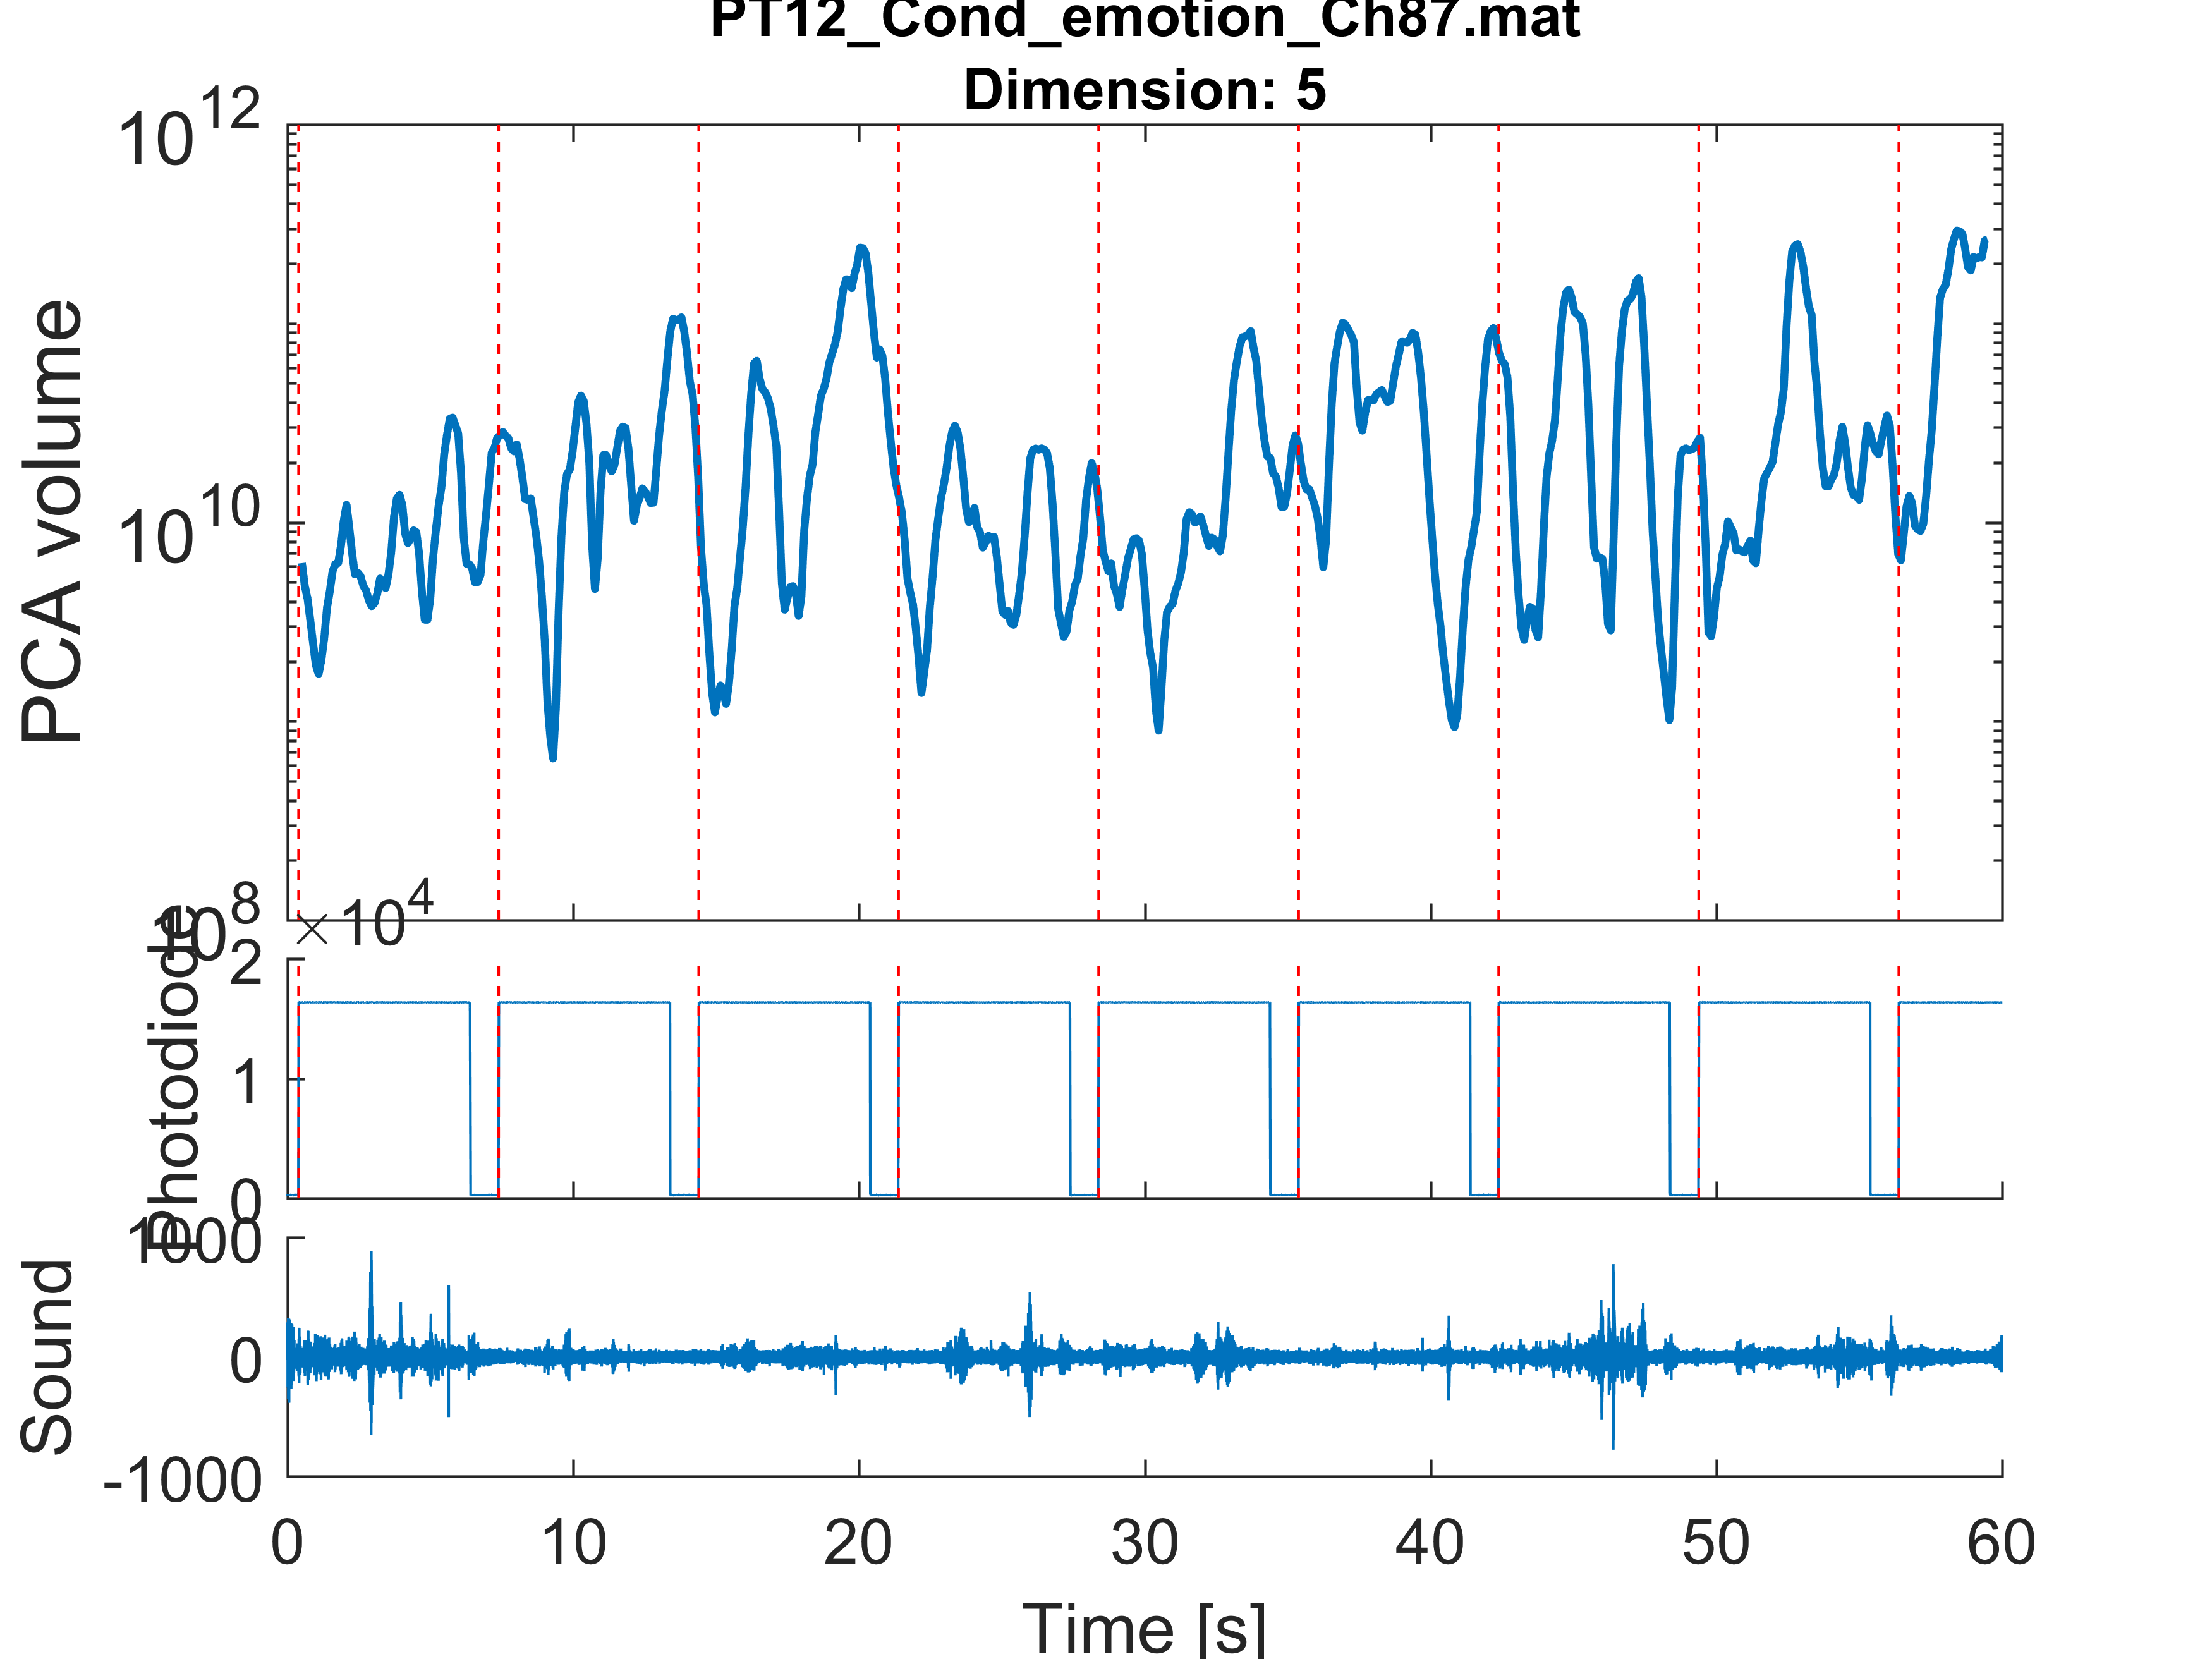 PT12_Cond_emotion_Ch87.mat
Dimension: 5
10^12
10^10
10^8
PCA volume
×10^4
2
1
0
Photodiode
1000
0
-1000
Sound
0 10 20 30 40 50 60
Time [s]